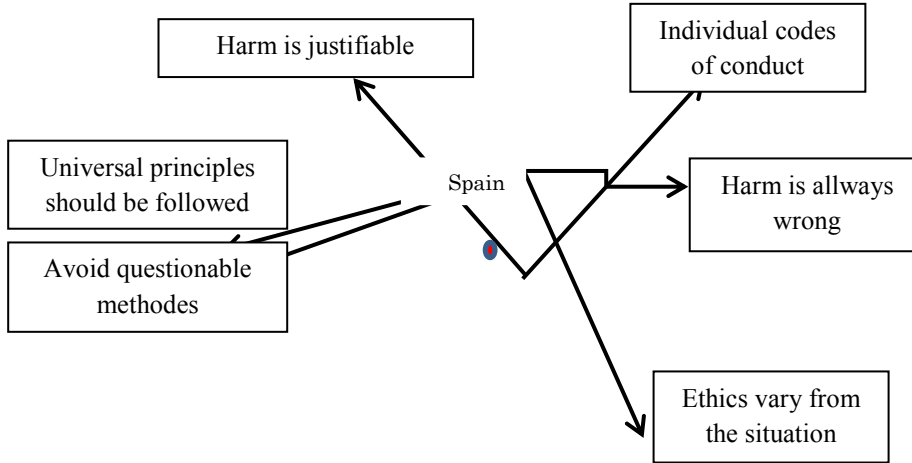 Harm is justifiable
Individual codes
of conduct
Universal principles
should be followed
Spain
Harm is allways
wrong
Avoid questionable
methodes
Ethics vary from
the situation